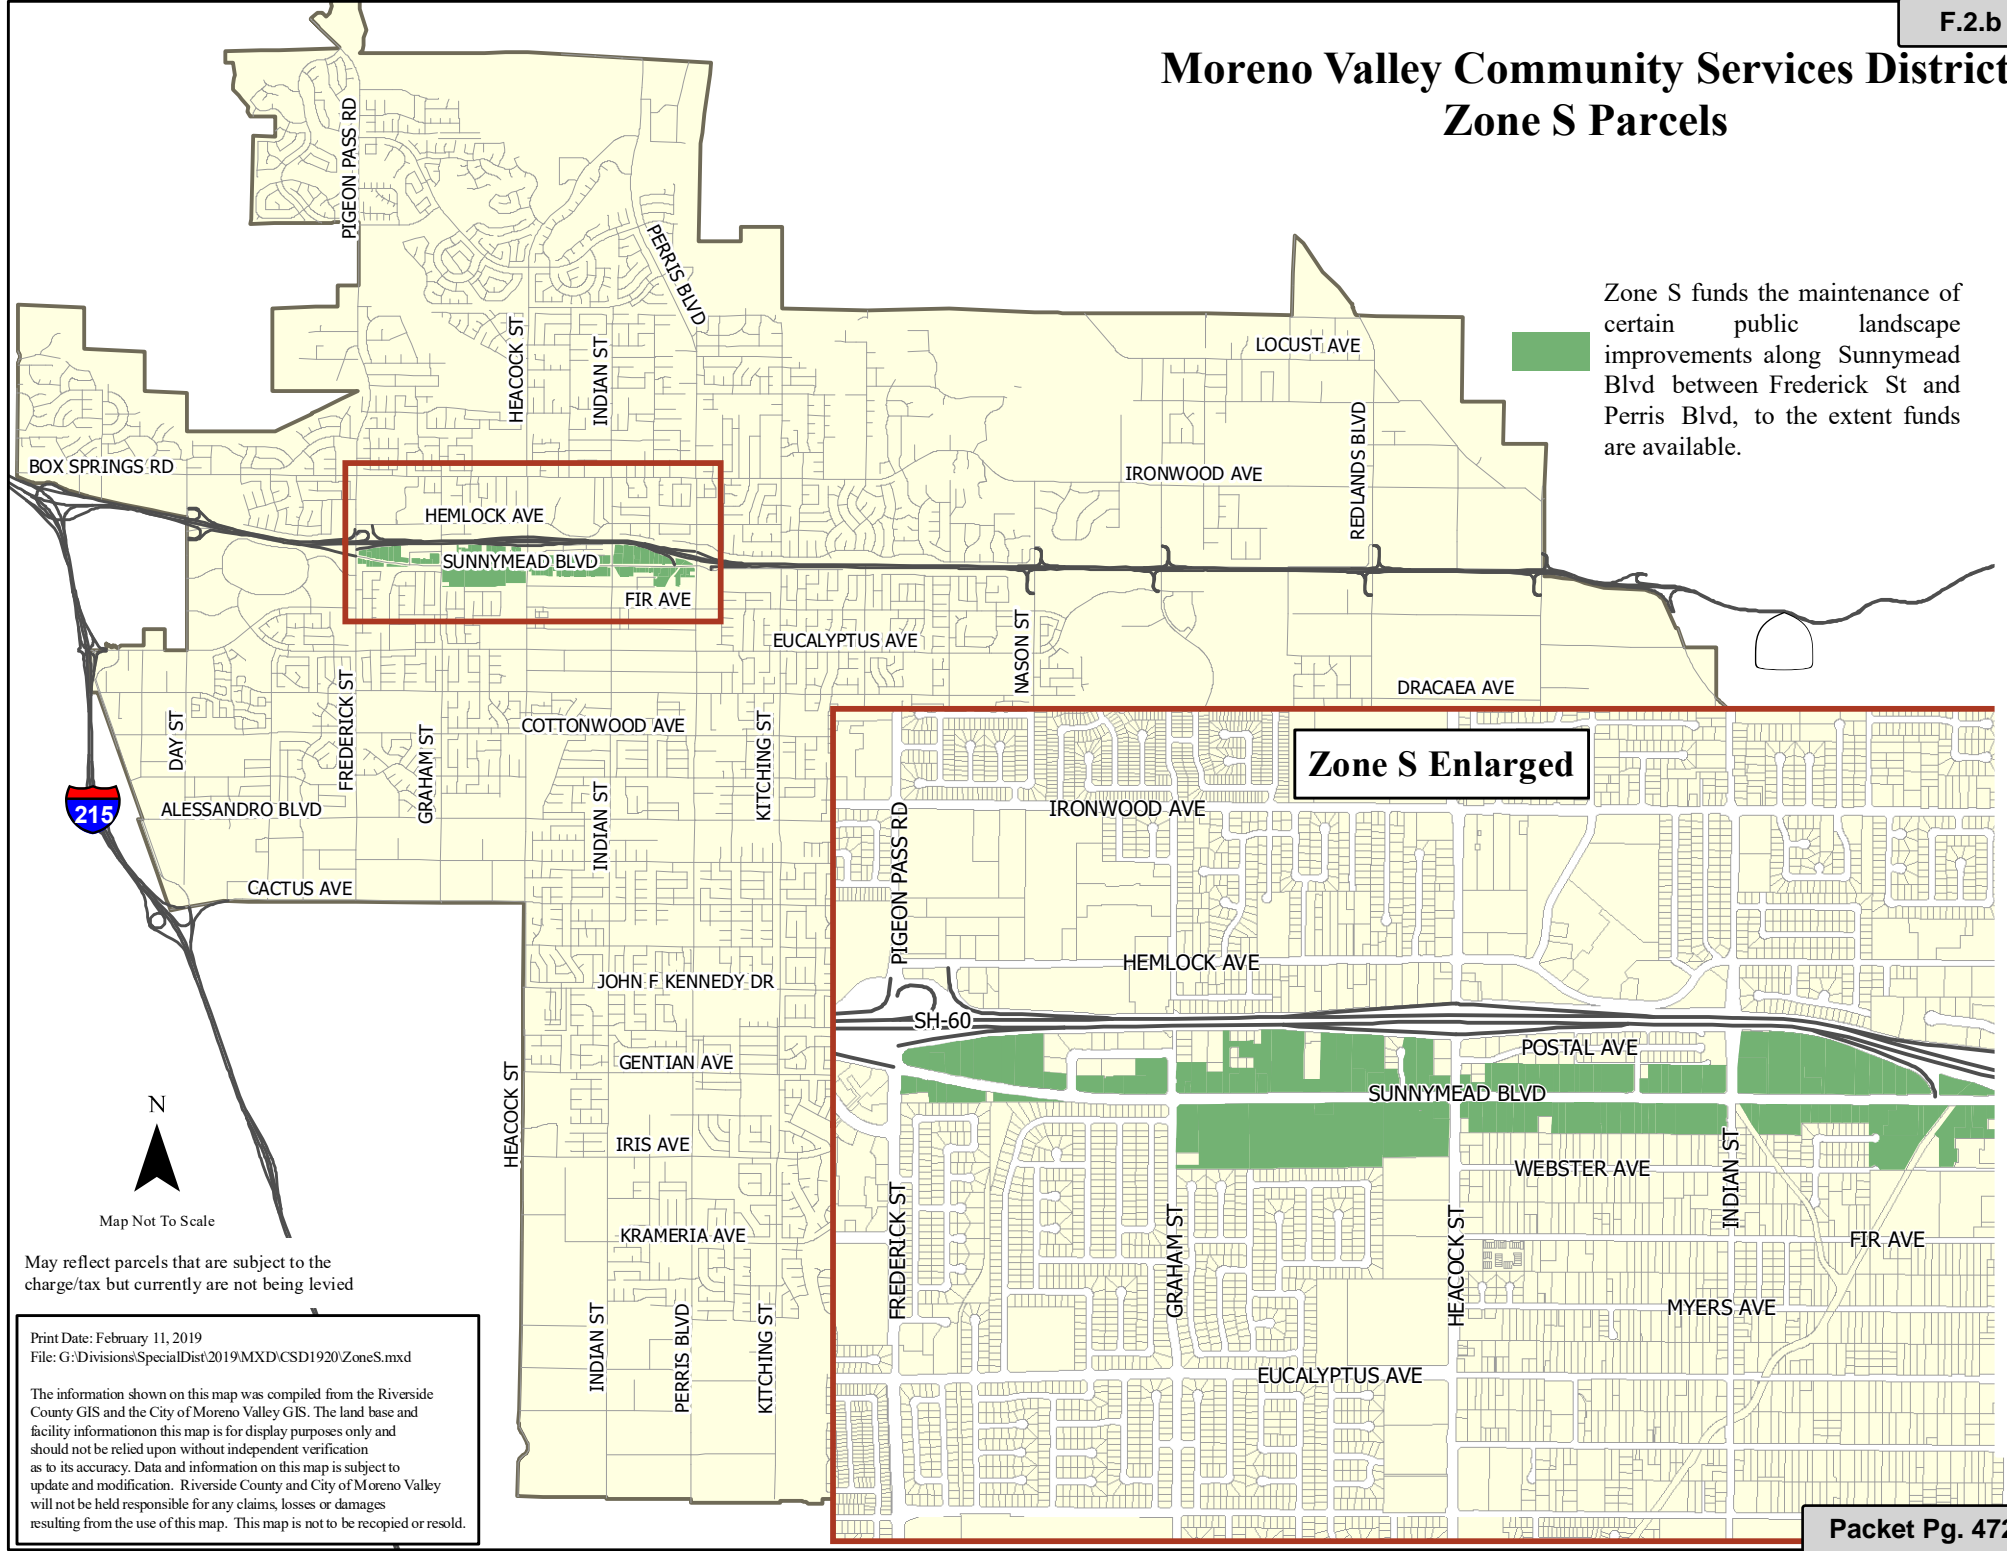 F.2.b
Moreno Valley Community Services District
Zone S Parcels
Zone S funds the maintenance of
certain public landscape
improvements along Sunnymead
Blvd between Frederick St and
Perris Blvd, to the extent funds
are available.
PIGEON PASS RD
PERRIS BLVD
HEACOCK ST
INDIAN ST
LOCUST AVE
REDLANDS BLVD
BOX SPRINGS RD
IRONWOOD AVE
HEMLOCK AVE
SUNNYMEAD BLVD
FIR AVE
EUCALYPTUS AVE
NASON ST
DRACAEA AVE
DAY ST
FREDERICK ST
GRAHAM ST
COTTONWOOD AVE
KITCHING ST
INDIAN ST
215
ALESSANDRO BLVD
CACTUS AVE
JOHN F KENNEDY DR
GENTIAN AVE
HEACOCK ST
IRIS AVE
KRAMERIA AVE
INDIAN ST
PERRIS BLVD
KITCHING ST
Zone S Enlarged
IRONWOOD AVE
PIGEON PASS RD
HEMLOCK AVE
SH-60
POSTAL AVE
SUNNYMEAD BLVD
WEBSTER AVE
INDIAN ST
FREDERICK ST
GRAHAM ST
HEACOCK ST
FIR AVE
MYERS AVE
EUCALYPTUS AVE
N
Map Not To Scale
May reflect parcels that are subject to the
charge/tax but currently are not being levied
Print Date: February 11, 2019
File: G:\Divisions\SpecialDist\2019\MXD\CSD1920\ZoneS.mxd
The information shown on this map was compiled from the Riverside
County GIS and the City of Moreno Valley GIS. The land base and
facility informationon this map is for display purposes only and
should not be relied upon without independent verification
as to its accuracy. Data and information on this map is subject to
update and modification. Riverside County and City of Moreno Valley
will not be held responsible for any claims, losses or damages
resulting from the use of this map. This map is not to be recopied or resold.
Packet Pg. 472